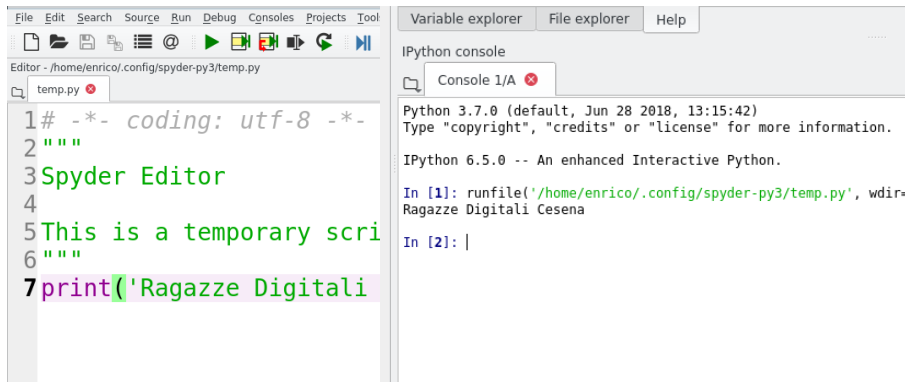 File Edit Search Source Run Debug Consoles Projects Tool
Editor - /home/enrico/.config/spyder-py3/temp.py
temp.py
1 # -*- coding: utf-8 -*-
2 """
3 Spyder Editor
4
5 This is a temporary scri
6 """
7 print('Ragazze Digitali
Variable explorer File explorer Help
IPython console
Console 1/A
Python 3.7.0 (default, Jun 28 2018, 13:15:42)
Type "copyright", "credits" or "license" for more information.
IPython 6.5.0 -- An enhanced Interactive Python.
In [1]: runfile('/home/enrico/.config/spyder-py3/temp.py', wdir=
Ragazze Digitali Cesena
In [2]: